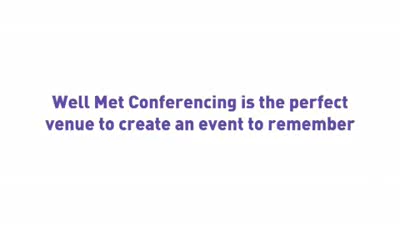 Well Met Conferencing is the perfect
venue to create an event to remember